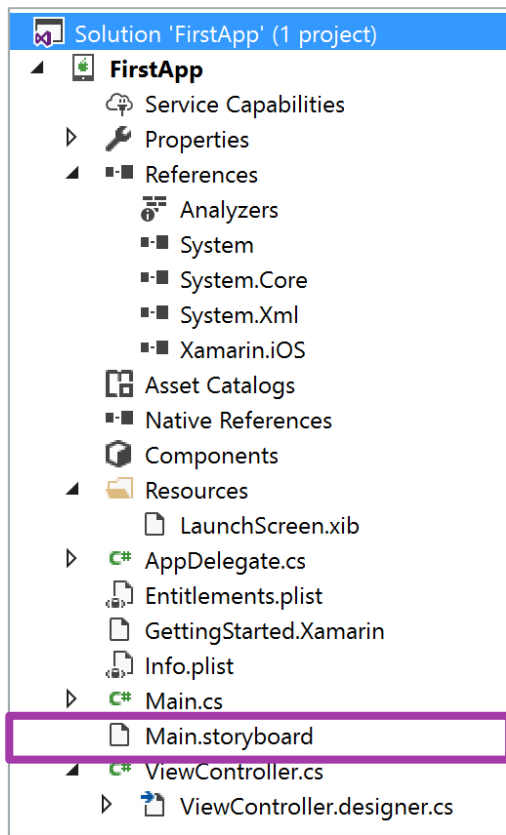 Solution 'FirstApp' (1 project)
FirstApp
Service Capabilities
Properties
References
Analyzers
System
System.Core
System.Xml
Xamarin.iOS
Asset Catalogs
Native References
Components
Resources
LaunchScreen.xib
C# AppDelegate.cs
Entitlements.plist
GettingStarted.Xamarin
Info.plist
C# Main.cs
Main.storyboard
C# ViewController.cs
ViewController.designer.cs